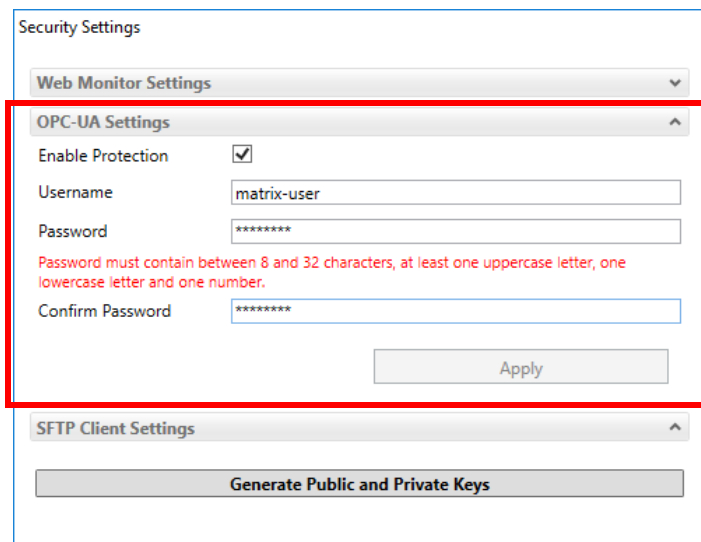 Security Settings
Web Monitor Settings
OPC-UA Settings
Enable Protection
Username matrix-user
Password ********
Password must contain between 8 and 32 characters, at least one uppercase letter, one
lowercase letter and one number.
Confirm Password ********
Apply
SFTP Client Settings
Generate Public and Private Keys